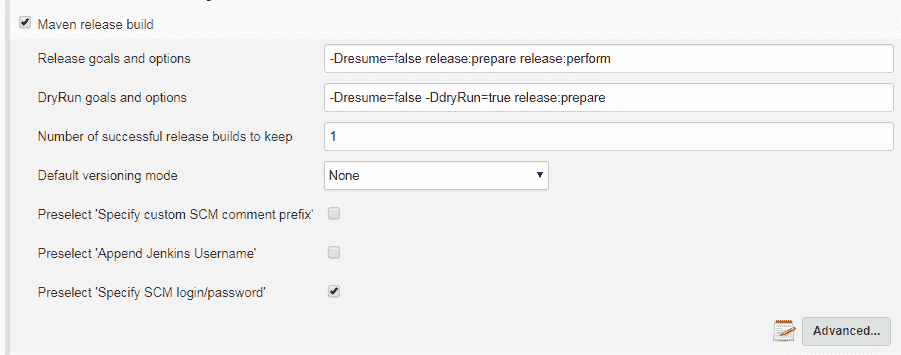 Maven release build
Release goals and options -Dresume=false release:prepare release:perform
DryRun goals and options -Dresume=false -DdryRun=true release:prepare
Number of successful release builds to keep 1
Default versioning mode None
Preselect 'Specify custom SCM comment prefix'
Preselect 'Append Jenkins Username'
Preselect 'Specify SCM login/password'
Advanced...